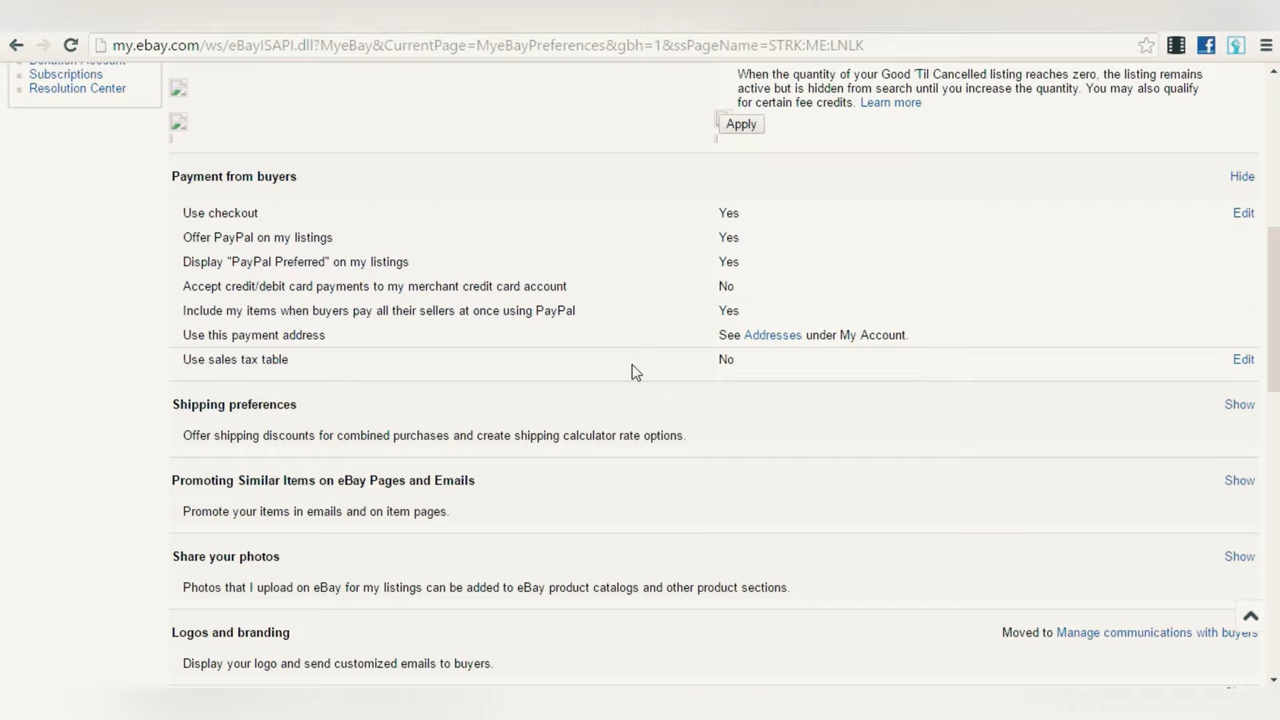 my.ebay.com/ws/eBayISAPI.dll?MyeBay&CurrentPage=MyebayPreferences&gbh=1&ssPageName=STRK:ME:LNLK
Donation Account
Subscriptions
Resolution Center
When the quantity of your Good 'Til Cancelled listing reaches zero, the listing remains
active but is hidden from search until you increase the quantity. You may also qualify
for certain fee credits. Learn more
Apply
Payment from buyers Hide
Use checkout Yes Edit
Offer PayPal on my listings Yes
Display "PayPal Preferred" on my listings Yes
Accept credit/debit card payments to my merchant credit card account No
Include my items when buyers pay all their sellers at once using PayPal Yes
Use this payment address See Addresses under My Account.
Use sales tax table No Edit
Shipping preferences Show
Offer shipping discounts for combined purchases and create shipping calculator rate options.
Promoting Similar Items on eBay Pages and Emails Show
Promote your items in emails and on item pages.
Share your photos Show
Photos that I upload on eBay for my listings can be added to eBay product catalogs and other product sections.
Logos and branding Moved to Manage communications with buyers
Display your logo and send customized emails to buyers.